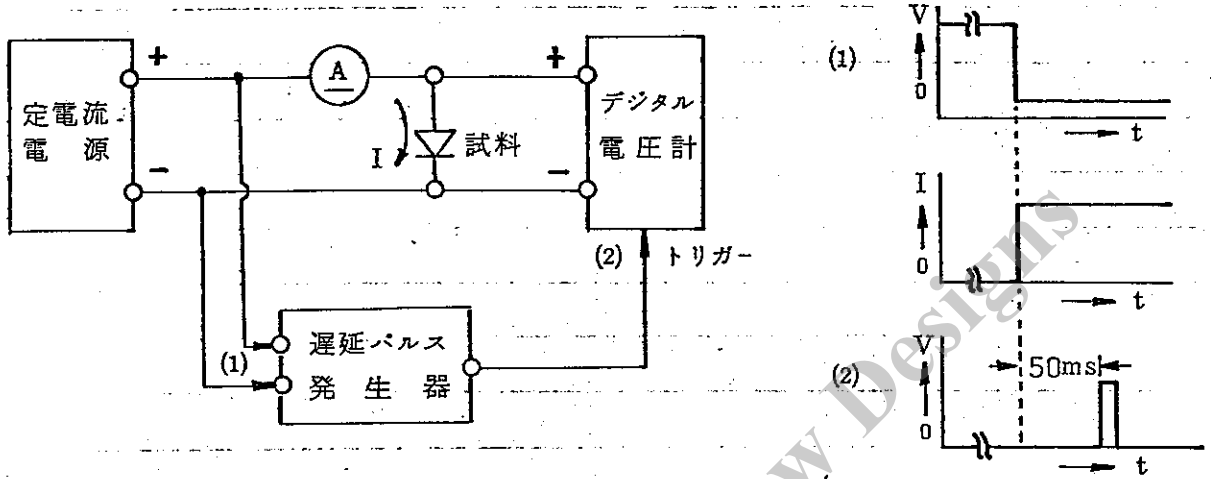 定電流
電源
+
−
A
I
試料
+
−
デジタル
電圧計
(2) トリガー
(1)
遅延パルス
発生器
(1)
V
0
t
I
0
t
(2)
V
0
50ms
t
w Designs